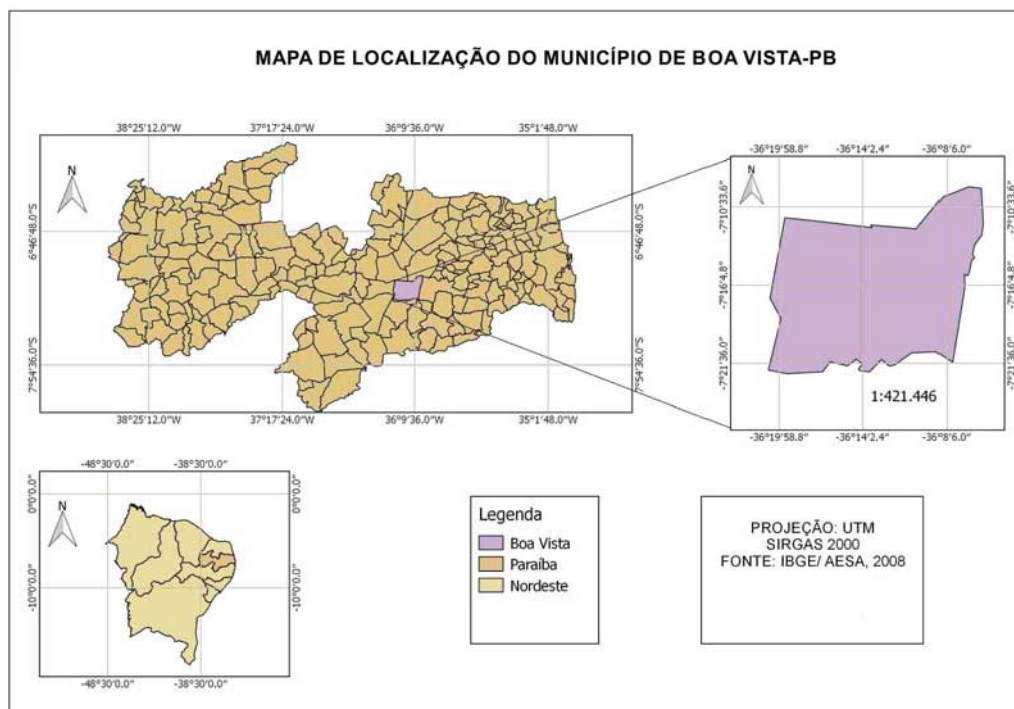 MAPA DE LOCALIZAÇÃO DO MUNICÍPIO DE BOA VISTA-PB
38°25'12.0"W 37°17'24.0"W 36°9'36.0"W 35°1'48.0"W
N
6°46'48.0"S
7°54'36.0"S
6°46'48.0"S
7°54'36.0"S
38°25'12.0"W 37°17'24.0"W 36°9'36.0"W 35°1'48.0"W
-36°19'58.8" -36°14'2.4" -36°8'6.0"
N
-7°10'33.6"
-7°16'4.8"
-7°21'36.0"
-7°10'33.6"
-7°16'4.8"
-7°21'36.0"
1:421.446
-36°19'58.8" -36°14'2.4" -36°8'6.0"
-48°30'0.0" -38°30'0.0"
N
0°0'0.0"
-10°0'0.0"
0°0'0.0"
-10°0'0.0"
-48°30'0.0" -38°30'0.0"
Legenda
Boa Vista
Paraíba
Nordeste
PROJEÇÃO: UTM
SIRGAS 2000
FONTE: IBGE/ AESA, 2008